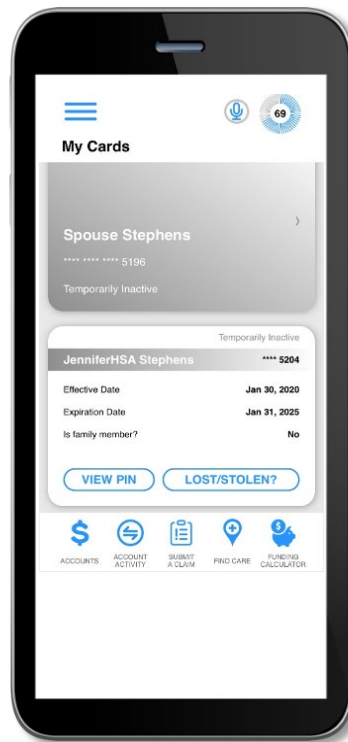 69
My Cards
Spouse Stephens
**** **** **** 5196
Temporarily Inactive
Temporarily Inactive
JenniferHSA Stephens **** 5204
Effective Date Jan 30, 2020
Expiration Date Jan 31, 2025
Is family member? No
VIEW PIN LOST/STOLEN?
ACCOUNTS
ACCOUNT
ACTIVITY
SUBMIT
A CLAIM
FIND CARE
FUNDING
CALCULATOR